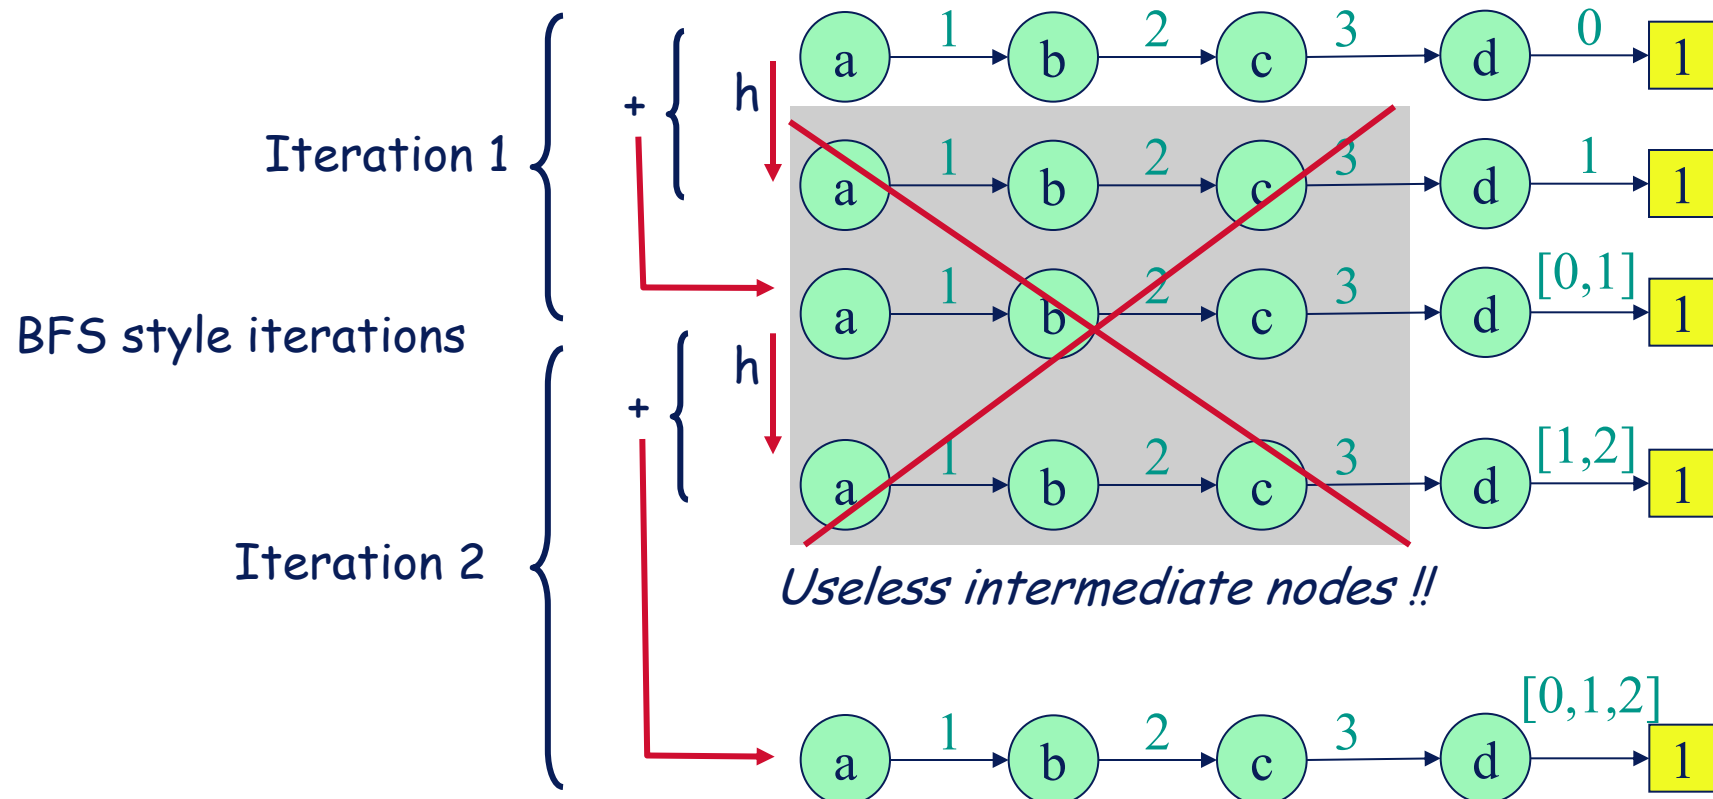 1 2 3 0
a b c d 1
h
+
Iteration 1
1 2 3 1
a b c d 1
1 2 3 [0,1]
a b c d 1
BFS style iterations
h
+
1 2 3 [1,2]
a b c d 1
Iteration 2
Useless intermediate nodes !!
1 2 3 [0,1,2]
a b c d 1